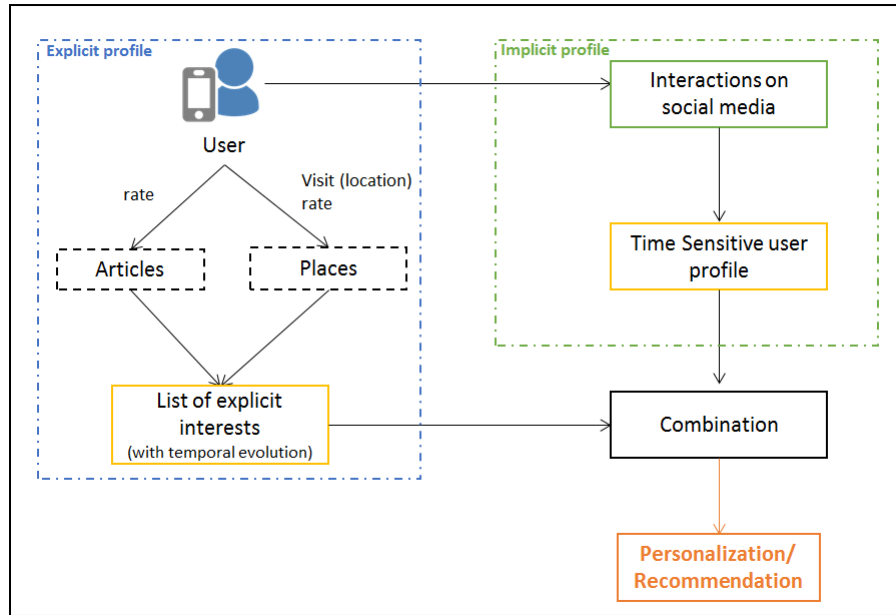 Explicit profile
User
rate
Visit (location)
rate
Articles
Places
List of explicit
interests
(with temporal evolution)
Implicit profile
Interactions on
social media
Time Sensitive user
profile
Combination
Personalization/
Recommendation